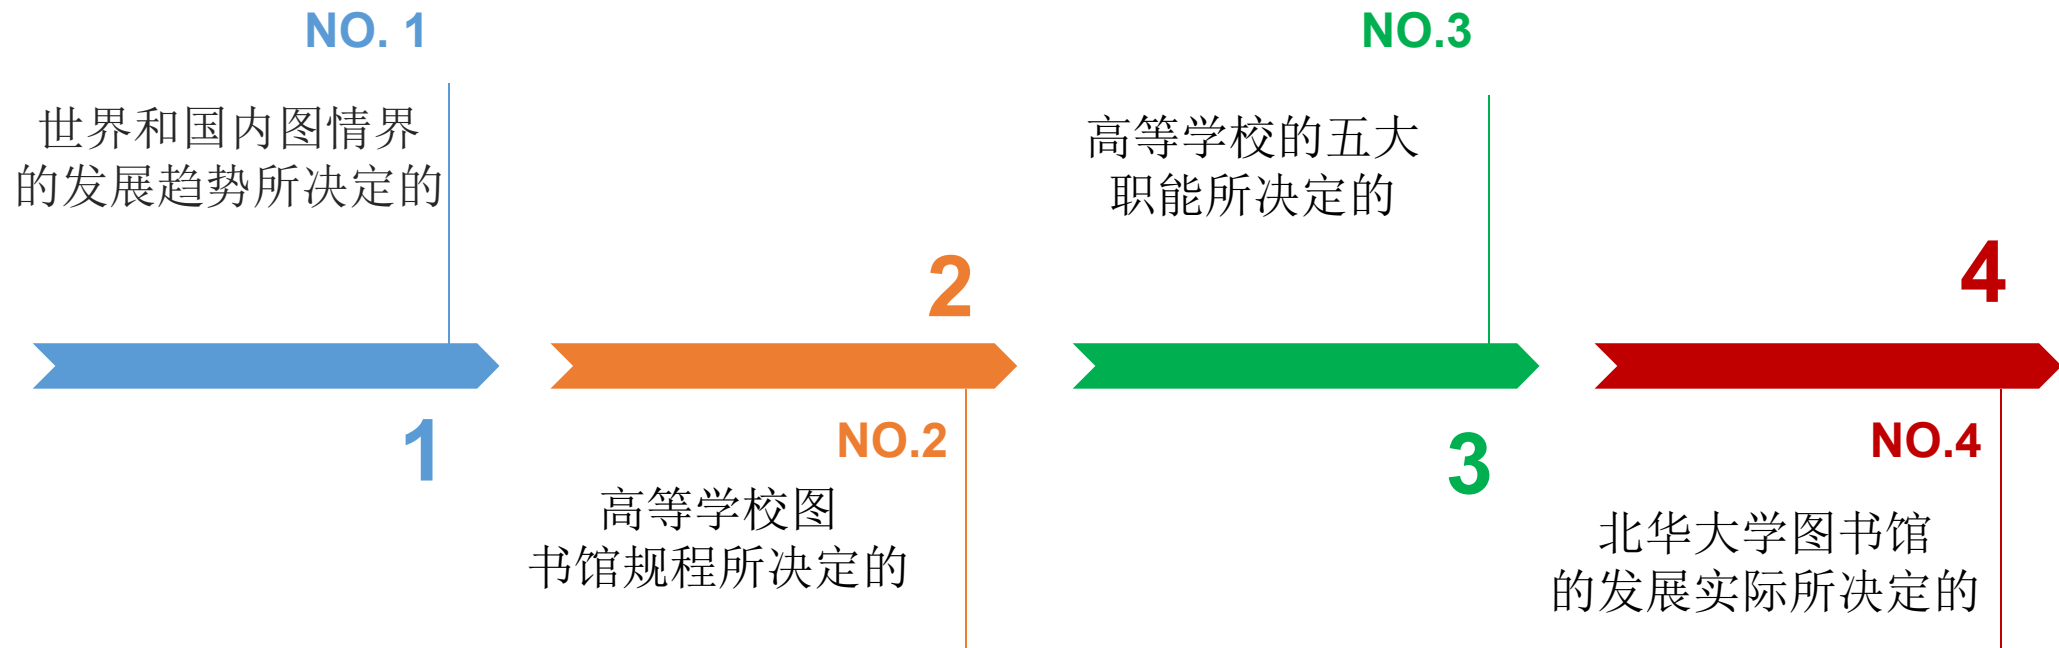 NO. 1
世界和国内图情界
的发展趋势所决定的
1
2
NO.2
高等学校图
书馆规程所决定的
NO.3
高等学校的五大
职能所决定的
3
4
NO.4
北华大学图书馆
的发展实际所决定的